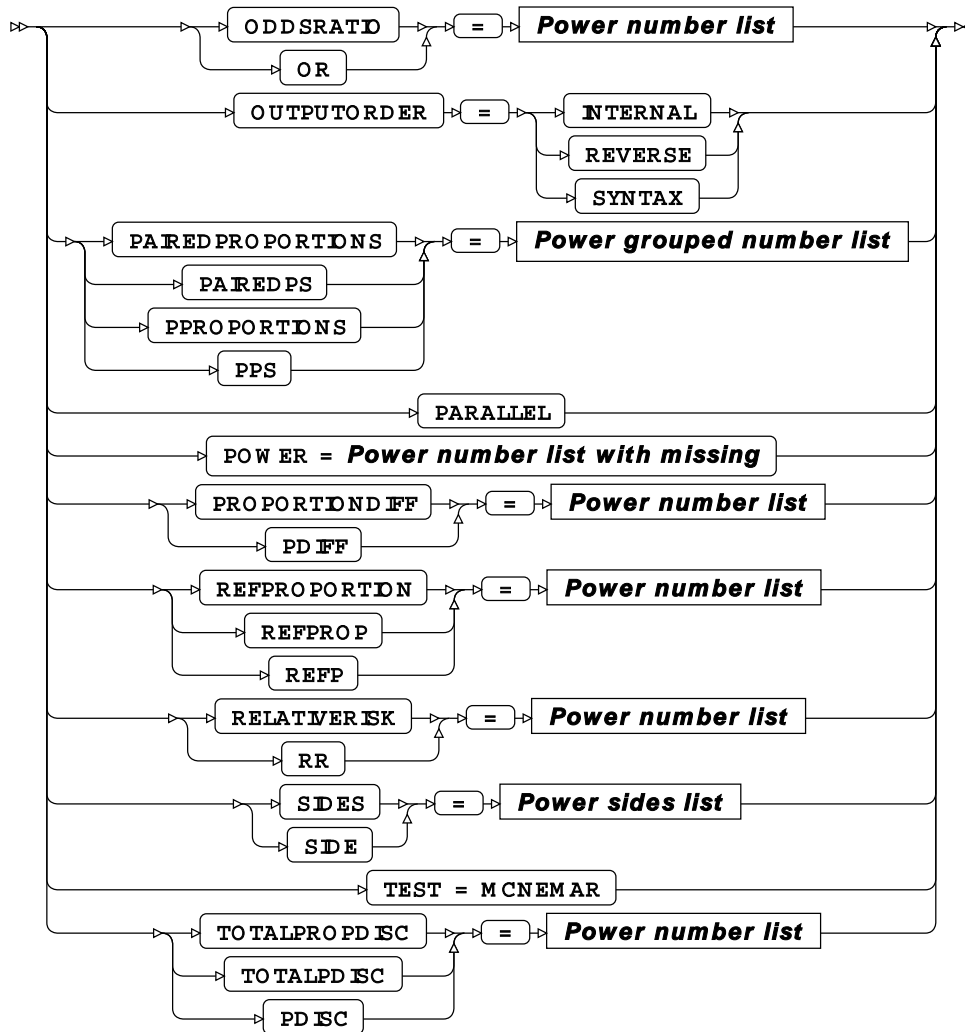 ODDSRATIO = Power number list
OR
OUTPUTORDER = INTERNAL
REVERSE
SYNTAX
PAIREDPROPORTIONS = Power grouped number list
PAIREDPS
PPROPORTIONS
PPS
PARALLEL
POWER = Power number list with missing
PROPORTIONDIFF = Power number list
PDIFF
REFPROPORTION = Power number list
REFPROP
REFP
RELATIVERISK = Power number list
RR
SIDES = Power sides list
SIDE
TEST = MCNEMAR
TOTALPROPDISC = Power number list
TOTALPDISC
PDISC